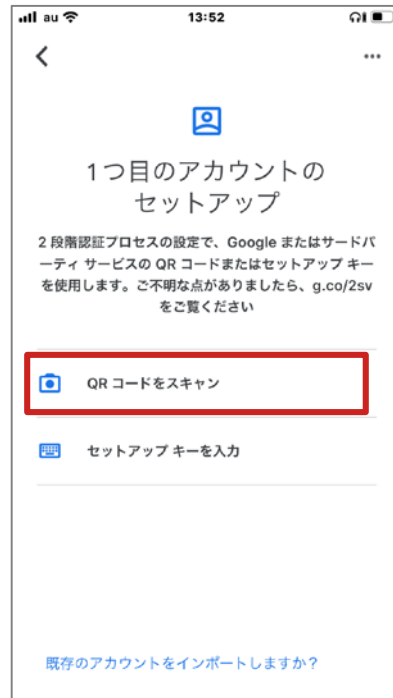 au 13:52
1つ目のアカウントの
セットアップ
2 段階認証プロセスの設定で、Google またはサードパ
ーティ サービスの QR コードまたはセットアップ キー
を使用します。ご不明な点がありましたら、g.co/2sv
をご覧ください
QR コードをスキャン
セットアップ キーを入力
既存のアカウントをインポートしますか？